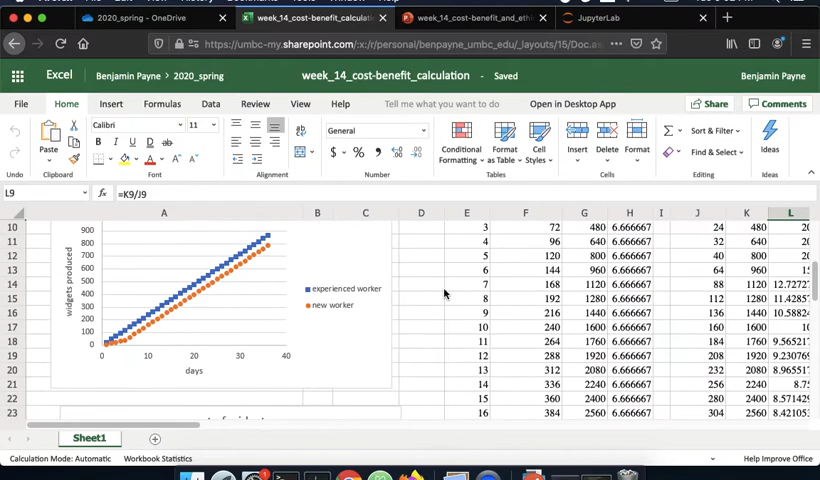 2020_spring - OneDrive
week_14_cost-benefit_calculati
week_14_cost-benefit_and_eth
JupyterLab
https://umbc-my.sharepoint.com/:x:/r/personal/benpayne_umbc_edu/_layouts/15/Doc.as
Excel
Benjamin Payne > 2020_spring
week_14_cost-benefit_calculation - Saved
Benjamin Payne
File Home Insert Formulas Data Review View Help Tell me what you want to do Open in Desktop App Share Comments
Calibri 11 General
Paste
B I U D ab
Conditional Formatting
Format as Table
Cell Styles
Insert Delete Format
Sort & Filter
Find & Select
Ideas
Undo Clipboard Font Alignment Number Tables Cells Editing Ideas
L9 fx =K9/J9
A B C D E F G H I J K L
10 3 72 480 6.666667 24 480 20
11 4 96 640 6.666667 32 640 20
12 5 120 800 6.666667 40 800 20
13 6 144 960 6.666667 64 960 15
14 7 168 1120 6.666667 88 1120 12.72727
15 8 192 1280 6.666667 112 1280 11.42857
16 9 216 1440 6.666667 136 1440 10.58824
17 10 240 1600 6.666667 160 1600 10
18 11 264 1760 6.666667 184 1760 9.565217
19 12 288 1920 6.666667 208 1920 9.230769
20 13 312 2080 6.666667 232 2080 8.965517
21 14 336 2240 6.666667 256 2240 8.75
22 15 360 2400 6.666667 280 2400 8.571429
23 16 384 2560 6.666667 304 2560 8.421053
widgets produced
900
800
700
600
500
400
300
200
100
0
0 10 20 30 40
days
experienced worker
new worker
Sheet1
Calculation Mode: Automatic Workbook Statistics Help Improve Office